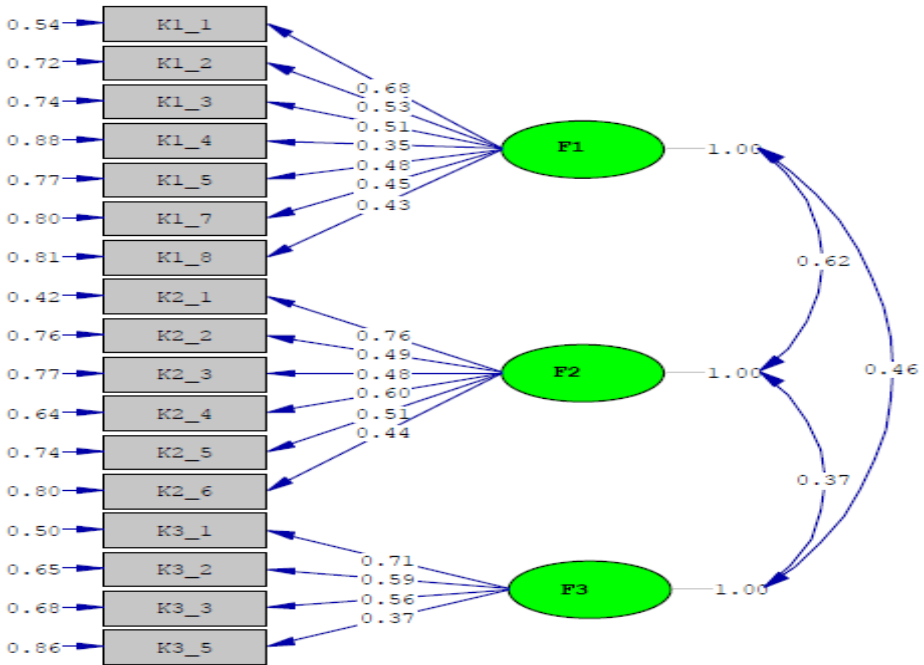 0.54 K1_1
0.72 K1_2
0.74 K1_3
0.88 K1_4
0.77 K1_5
0.80 K1_7
0.81 K1_8
0.42 K2_1
0.76 K2_2
0.77 K2_3
0.64 K2_4
0.74 K2_5
0.80 K2_6
0.50 K3_1
0.65 K3_2
0.68 K3_3
0.86 K3_5
0.68
0.53
0.51
0.35
0.48
0.45
0.43
0.76
0.49
0.48
0.60
0.51
0.44
0.71
0.59
0.56
0.37
F1 1.00
F2 1.00
F3 1.00
0.62
0.46
0.37